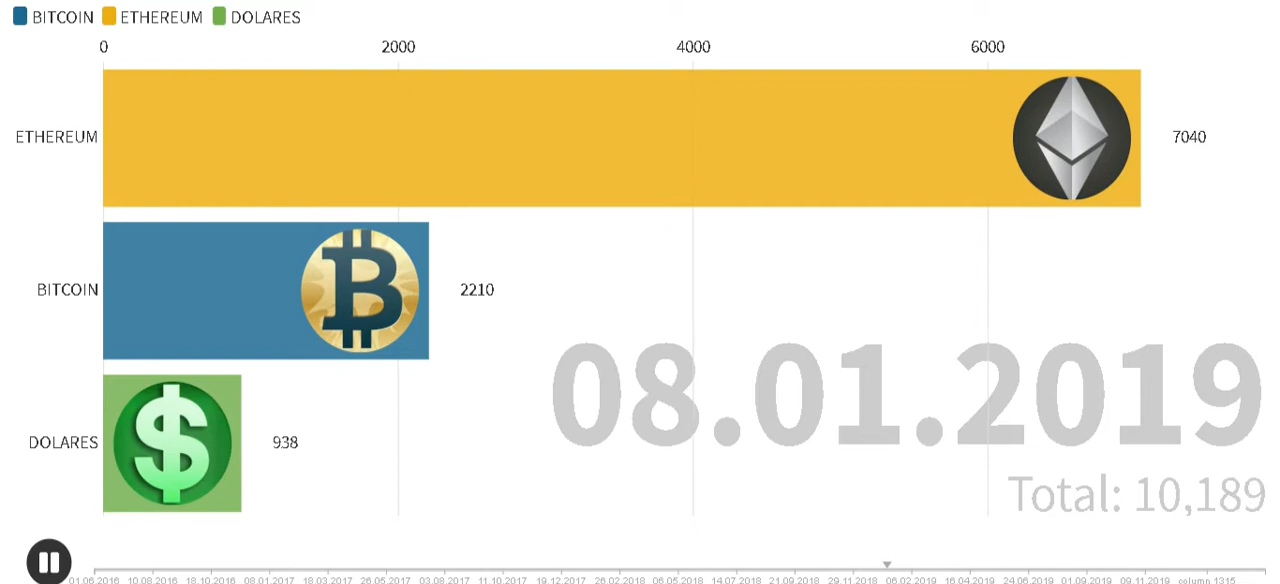 BITCOIN ETHEREUM DOLARES
0 2000 4000 6000
ETHEREUM 7040
BITCOIN 2210
DOLARES 938
08.01.2019
Total: 10,189
01.06.2016 10.08.2016 18.10.2016 08.01.2017 18.03.2017 26.05.2017 03.08.2017 11.10.2017 19.12.2017 26.02.2018 06.05.2018 14.07.2018 21.09.2018 29.11.2018 06.02.2019 16.04.2019 24.06.2019 01.09.2019 09.11.2019 column 1315